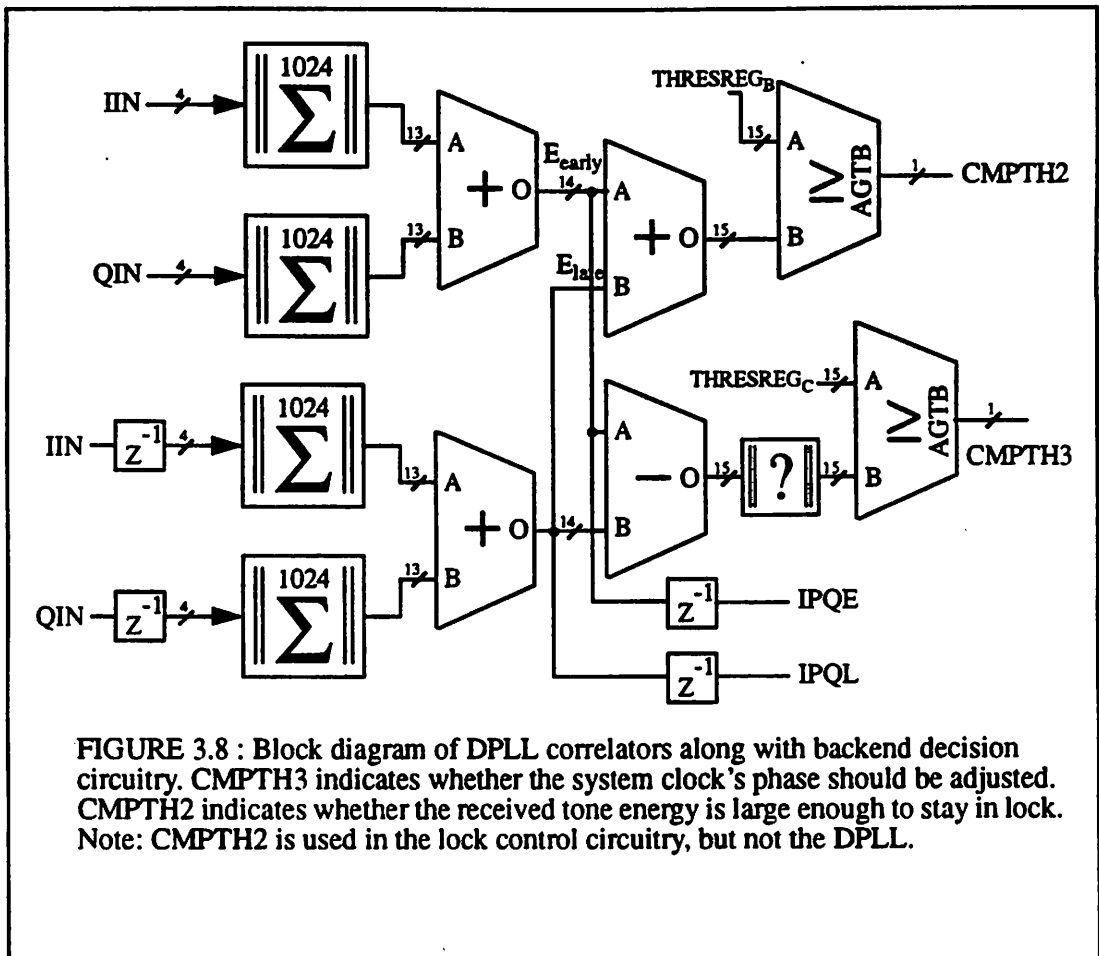 IIN
4
1024
Σ
13
A
+
O
B
QIN
4
1024
Σ
13
E_early
14
A
+
O
E_late
B
15
THRESREG_B
15
A
≥
AGTB
B
1
CMPTH2
IIN
Z^-1
4
1024
Σ
13
A
+
O
B
QIN
Z^-1
4
1024
Σ
13
14
A
−
O
B
15
?
15
THRESREG_C
15
A
≥
AGTB
B
1
CMPTH3
Z^-1
IPQE
Z^-1
IPQL
FIGURE 3.8 : Block diagram of DPLL correlators along with backend decision
circuitry. CMPTH3 indicates whether the system clock's phase should be adjusted.
CMPTH2 indicates whether the received tone energy is large enough to stay in lock.
Note: CMPTH2 is used in the lock control circuitry, but not the DPLL.